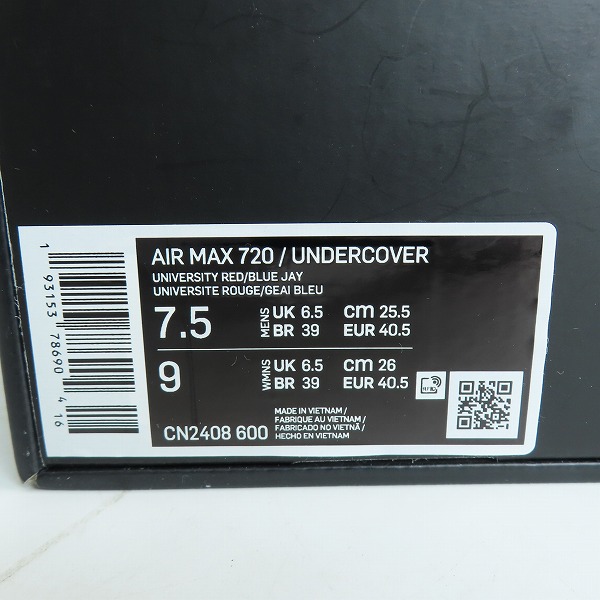 AIR MAX 720 / UNDERCOVER
UNIVERSITY RED/BLUE JAY
UNIVERSITE ROUGE/GEAI BLEU
7.5 MENS UK 6.5 cm 25.5
BR 39 EUR 40.5
9 WMNS UK 6.5 cm 26
BR 39 EUR 40.5
CN2408 600
MADE IN VIETNAM /
FABRIQUE AU VIETNAM /
FABRICADO NO VIETNÃ /
HECHO EN VIETNAM
1 93153 78690 4 16